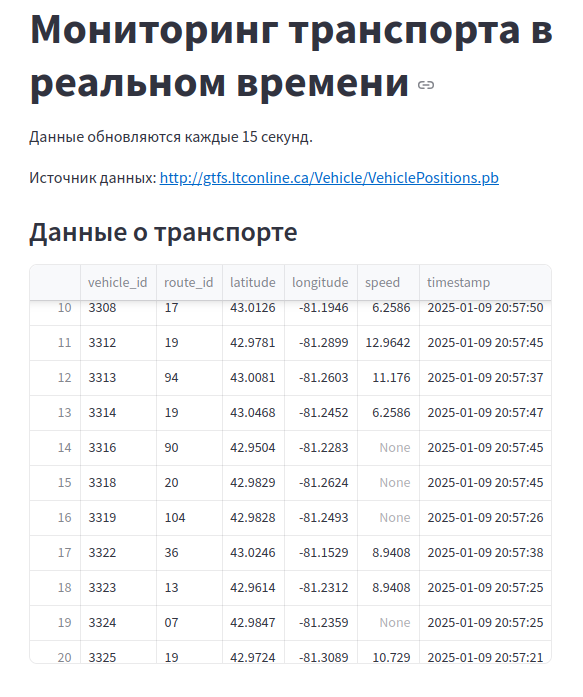 Мониторинг транспорта в
реальном времени
Данные обновляются каждые 15 секунд.
Источник данных: http://gtfs.ltconline.ca/Vehicle/VehiclePositions.pb
Данные о транспорте
vehicle_id route_id latitude longitude speed timestamp
10 3308 17 43.0126 -81.1946 6.2586 2025-01-09 20:57:50
11 3312 19 42.9781 -81.2899 12.9642 2025-01-09 20:57:45
12 3313 94 43.0081 -81.2603 11.176 2025-01-09 20:57:37
13 3314 19 43.0468 -81.2452 6.2586 2025-01-09 20:57:47
14 3316 90 42.9504 -81.2283 None 2025-01-09 20:57:45
15 3318 20 42.9829 -81.2624 None 2025-01-09 20:57:45
16 3319 104 42.9828 -81.2493 None 2025-01-09 20:57:26
17 3322 36 43.0246 -81.1529 8.9408 2025-01-09 20:57:38
18 3323 13 42.9614 -81.2312 8.9408 2025-01-09 20:57:25
19 3324 07 42.9847 -81.2359 None 2025-01-09 20:57:25
20 3325 19 42.9724 -81.3089 10.729 2025-01-09 20:57:21